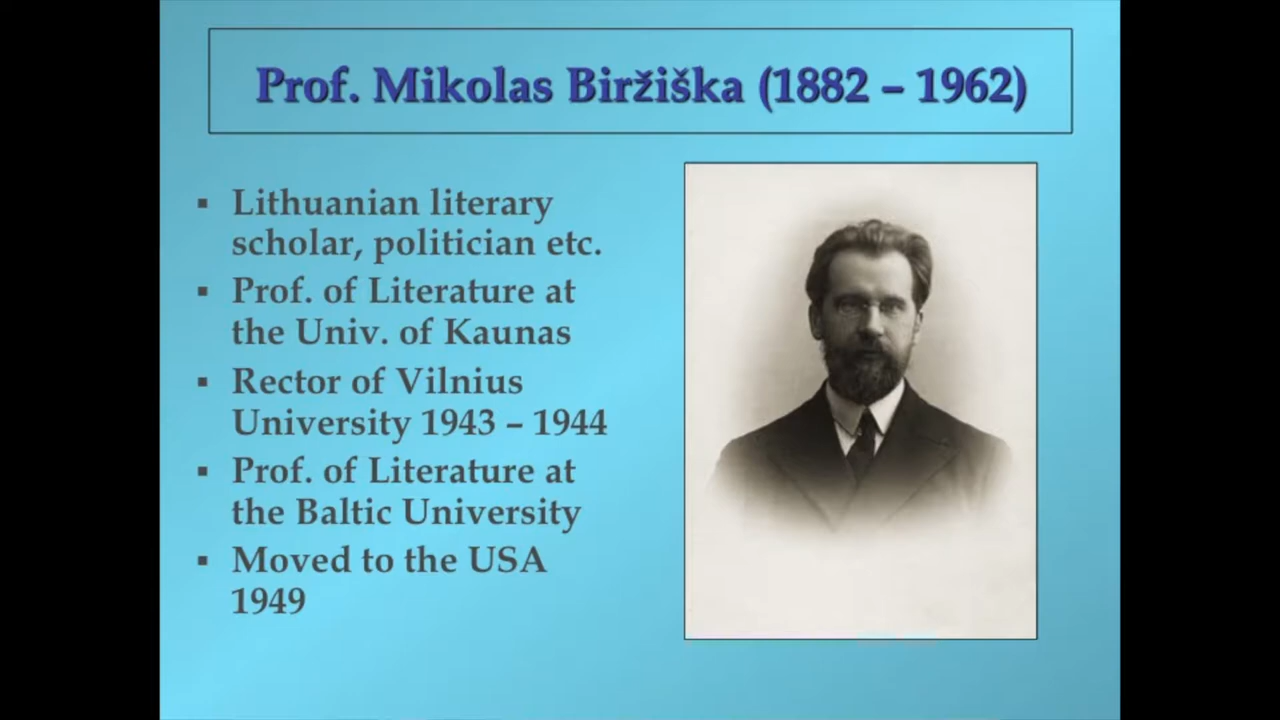 Prof. Mikolas Biržiška (1882 – 1962)
▪ Lithuanian literary
scholar, politician etc.
▪ Prof. of Literature at
the Univ. of Kaunas
▪ Rector of Vilnius
University 1943 – 1944
▪ Prof. of Literature at
the Baltic University
▪ Moved to the USA
1949